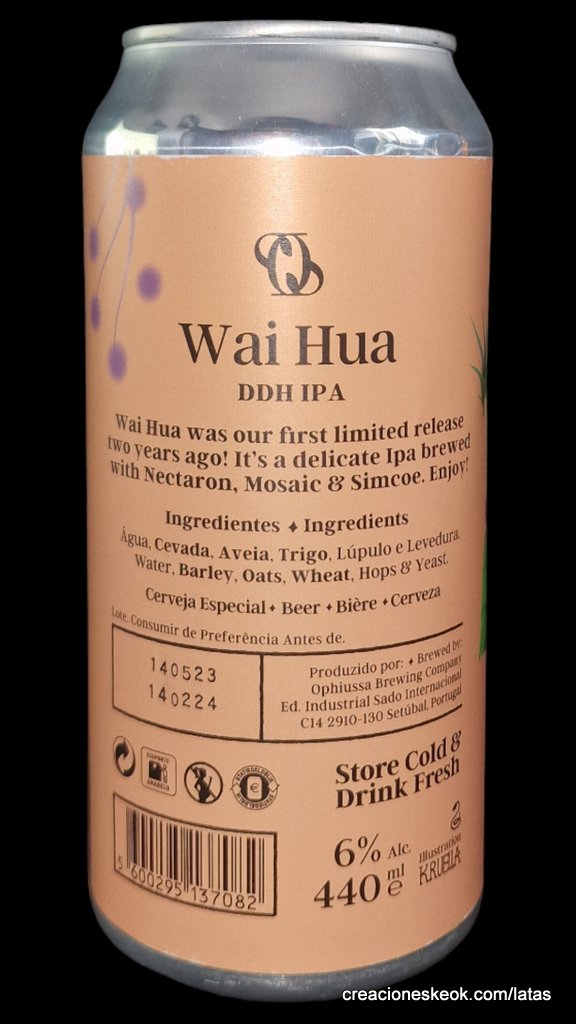 Wai Hua
DDH IPA
Wai Hua was our first limited release
two years ago! It's a delicate Ipa brewed
with Nectaron, Mosaic & Simcoe. Enjoy!
Ingredientes ♦ Ingredients
Água, Cevada, Aveia, Trigo, Lúpulo e Levedura.
Water, Barley, Oats, Wheat, Hops & Yeast.
Cerveja Especial ♦ Beer ♦ Bière ♦ Cerveza
Lote. Consumir de Preferência Antes de.
140523
140224
Produzido por: ♦ Brewed by:
Ophiussa Brewing Company
Ed. Industrial Sado Internacional
C14 2910-130 Setúbal, Portugal
ECOPONTO
AMARELO
STATIEGELDBLIK
STATIEGELDBLIK
€
Store Cold &
Drink Fresh
6% Alc.
440 ml e
Illustration
KRUELLA
5 600295 137082
creacioneskeok.com/latas